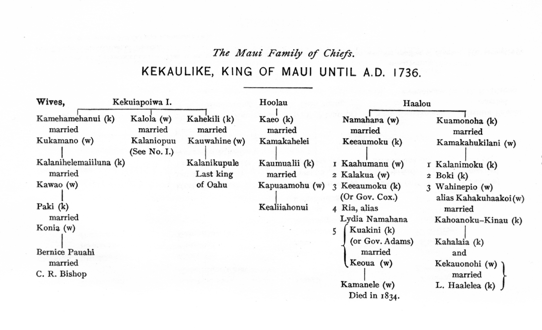 The Maui Family of Chiefs.
KEKAULIKE, KING OF MAUI UNTIL A.D. 1736.
Wives, Kekuiapoiwa I. Hoolau Haalou
Kamehamehanui (k)
married
Kukamano (w)
Kalanihelemaiiluna (k)
married
Kawao (w)
Paki (k)
married
Konia (w)
Bernice Pauahi
married
C. R. Bishop
Kalola (w)
married
Kalaniopuu
(See No. I.)
Kahekili (k)
married
Kauwahine (w)
Kalanikupule
Last king
of Oahu
Kaeo (k)
married
Kamakahelei
Kaumualii (k)
married
Kapuaamohu (w)
Kealiiahonui
Namahana (w)
married
Keeaumoku (k)
1 Kaahumanu (w)
2 Kalakua (w)
3 Keeaumoku (k)
(Or Gov. Cox.)
4 Ria, alias
Lydia Namahana
5 Kuakini (k)
(or Gov. Adams)
married
Keoua (w)
Kamanele (w)
Died in 1834.
Kuamonoha (k)
married
Kamakahukilani (w)
1 Kalanimoku (k)
2 Boki (k)
3 Wahinepio (w)
alias Kahakuhaakoi(w)
married
Kahoanoku-Kinau (k)
Kahalaia (k)
and
Kekauonohi (w)
married
L. Haalelea (k)